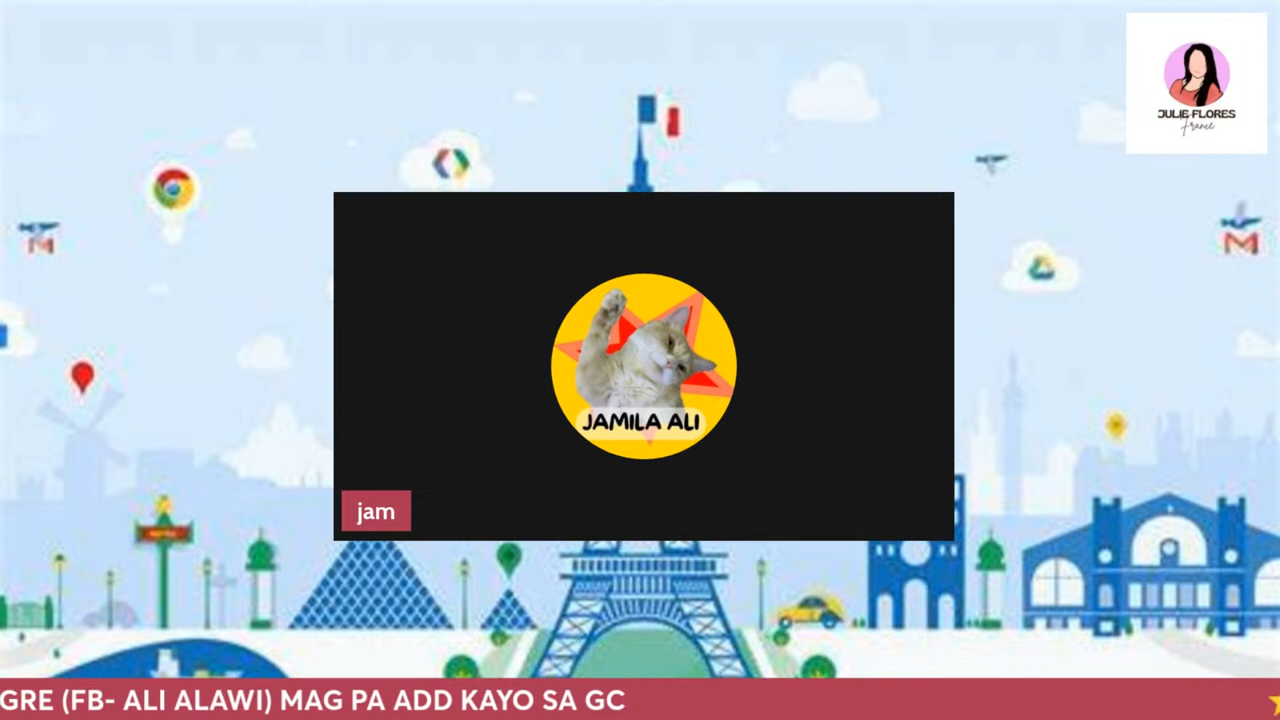 JULIE FLORES
France
JAMILA ALI
jam
GRE (FB- ALI ALAWI) MAG PA ADD KAYO SA GC